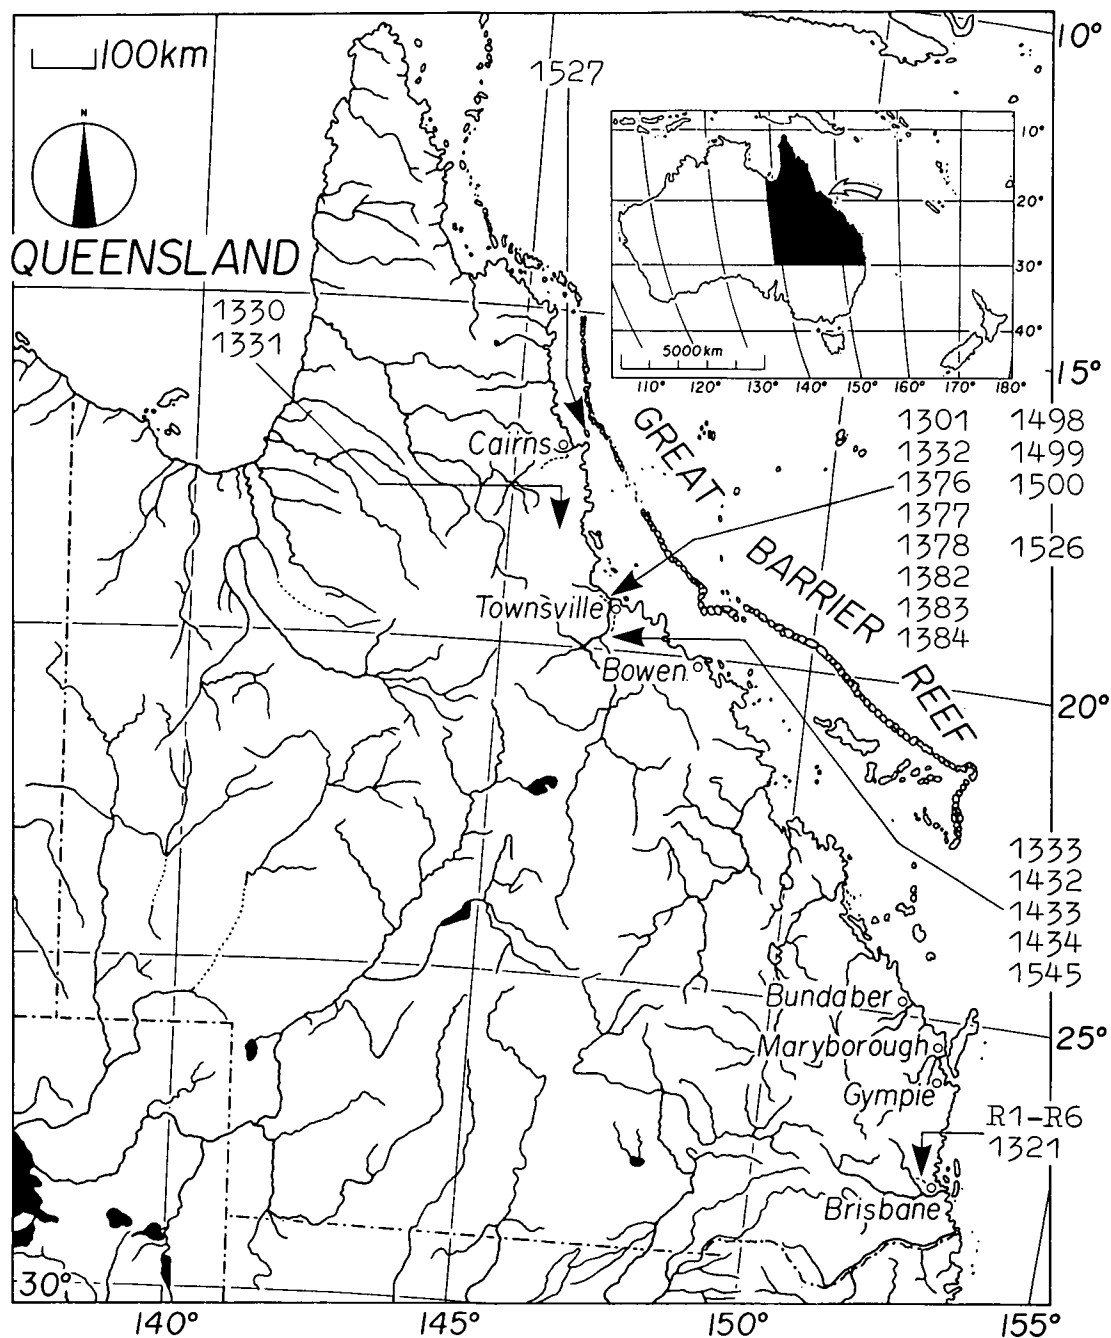 100km
N
QUEENSLAND
1527
10°
10°
20°
30°
40°
5000km
110° 120° 130° 140° 150° 160° 170° 180°
1330
1331
15°
GREAT
BARRIER
REEF
1301 1498
1332 1499
1376 1500
1377
1378 1526
1382
1383
1384
Cairns
Townsville
Bowen
20°
1333
1432
1433
1434
1545
Bundaber
Maryborough
Gympie
25°
R1-R6
1321
Brisbane
30°
140° 145° 150° 155°